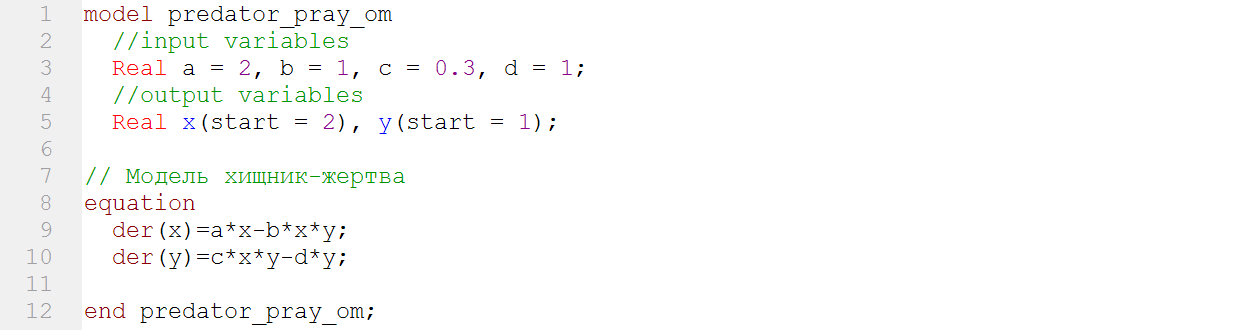 1 model predator_pray_om
2 //input variables
3 Real a = 2, b = 1, c = 0.3, d = 1;
4 //output variables
5 Real x(start = 2), y(start = 1);
6
7 // Модель хищник-жертва
8 equation
9 der(x)=a*x-b*x*y;
10 der(y)=c*x*y-d*y;
11
12 end predator_pray_om;